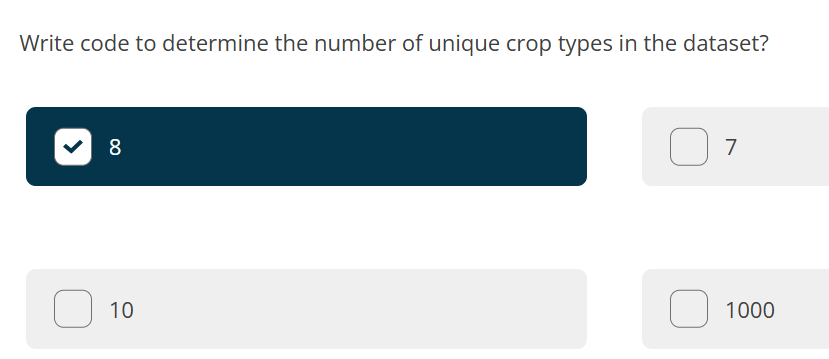 Write code to determine the number of unique crop types in the dataset?
8
7
10
1000